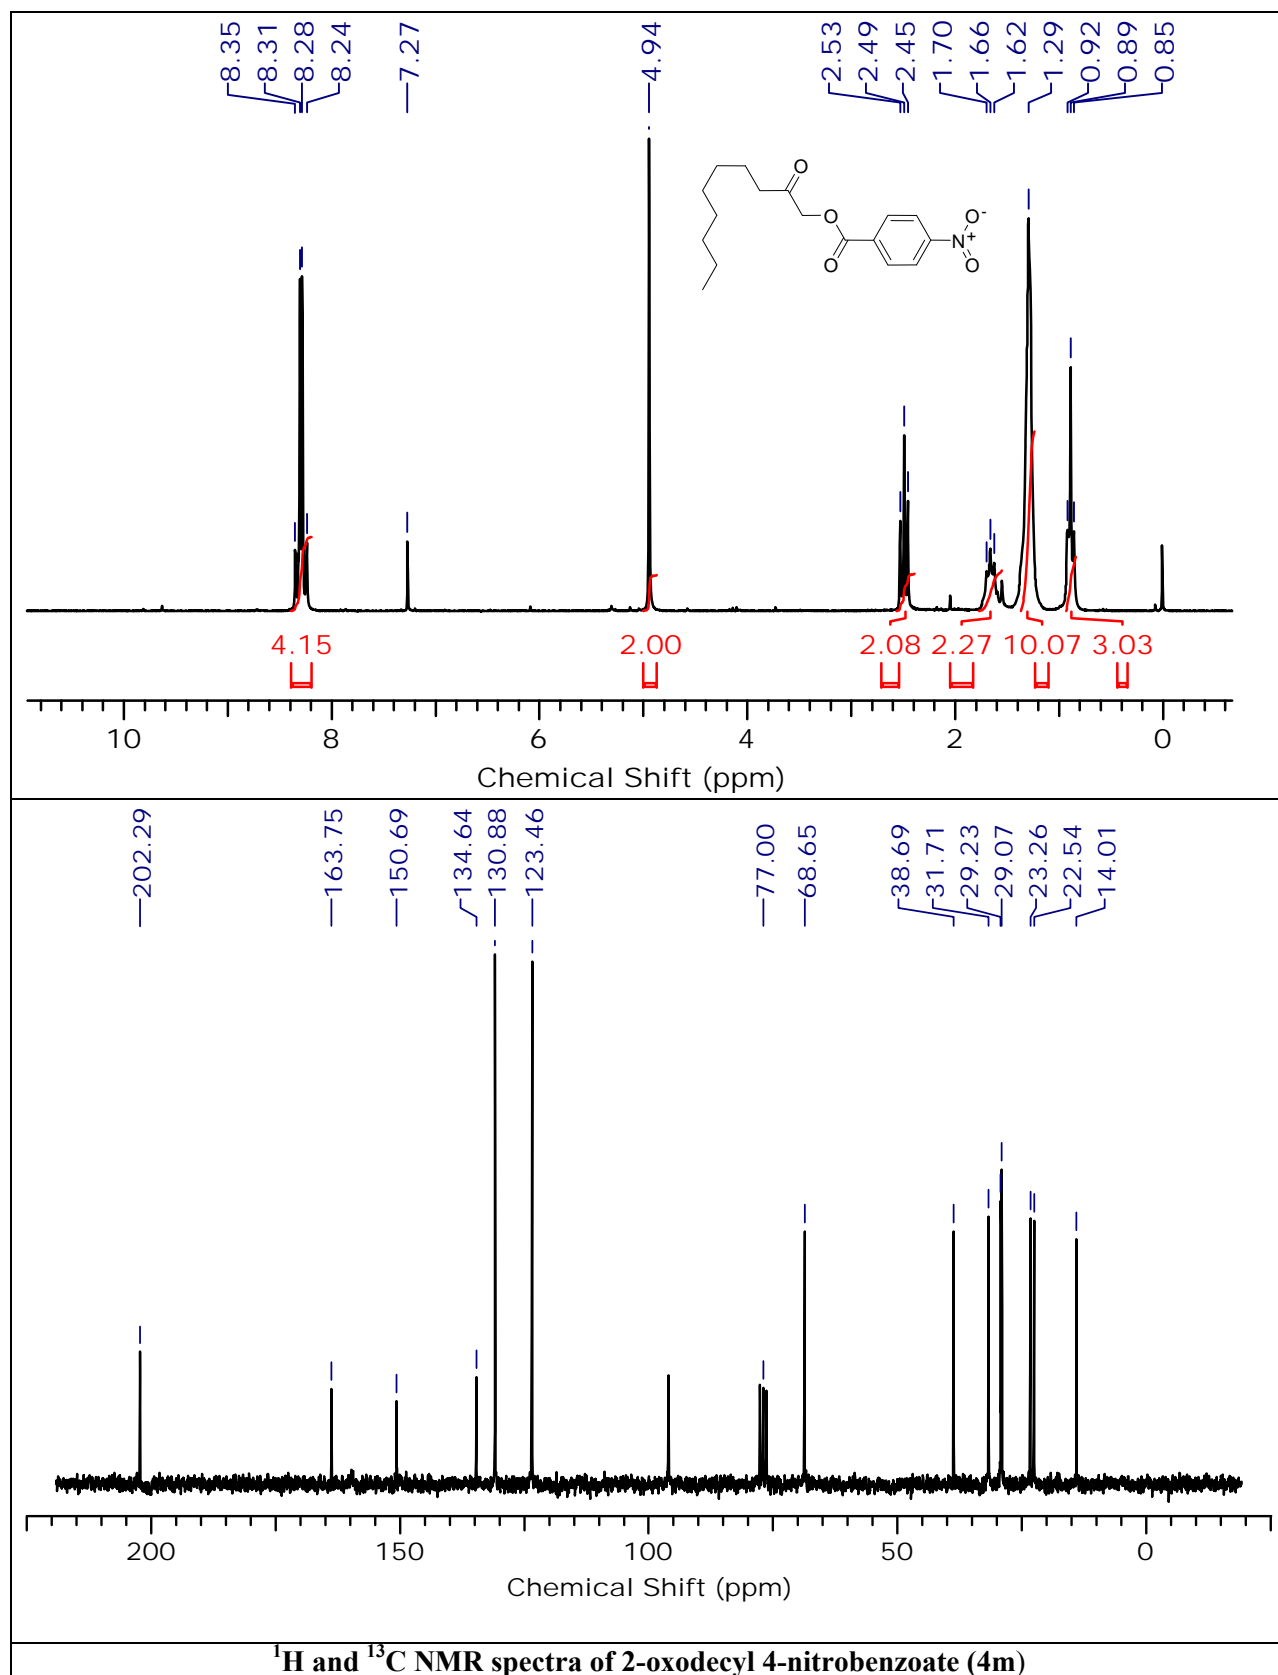 8.35 8.31 8.28 8.24 7.27 4.94 2.53 2.49 2.45 1.70 1.66 1.62 1.29 0.92 0.89 0.85
O
O
O
N+
O-
O
4.15 2.00 2.08 2.27 10.07 3.03
10 8 6 4 2 0
Chemical Shift (ppm)
202.29 163.75 150.69 134.64 130.88 123.46 77.00 68.65 38.69 31.71 29.23 29.07 23.26 22.54 14.01
200 150 100 50 0
Chemical Shift (ppm)
¹H and ¹³C NMR spectra of 2-oxodecyl 4-nitrobenzoate (4m)